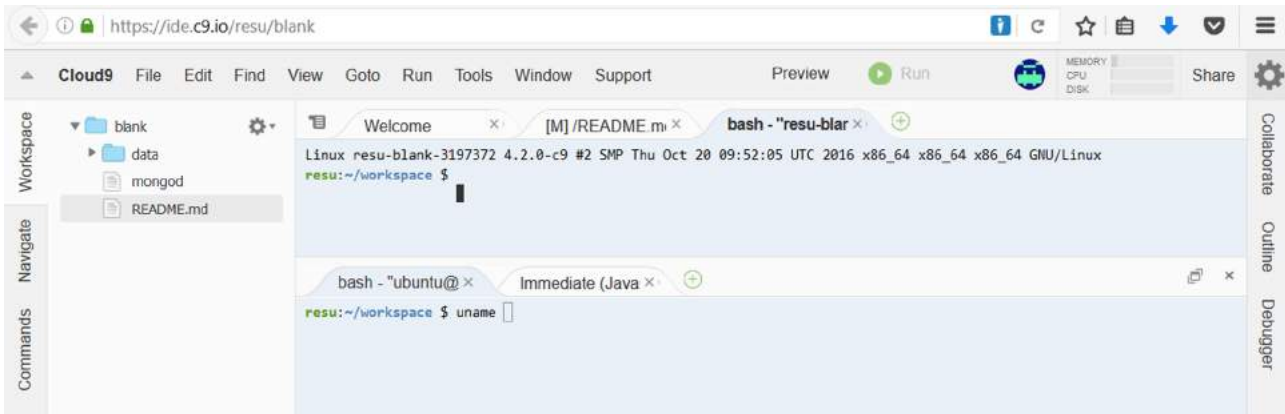 https://ide.c9.io/resu/blank
Cloud9 File Edit Find View Goto Run Tools Window Support Preview Run MEMORY CPU DISK Share
Workspace
Navigate
Commands
blank
data
mongod
README.md
Welcome [M] /README.m bash - "resu-blar
Linux resu-blank-3197372 4.2.0-c9 #2 SMP Thu Oct 20 09:52:05 UTC 2016 x86_64 x86_64 x86_64 GNU/Linux
resu:~/workspace $
bash - "ubuntu@ Immediate (Java
resu:~/workspace $ uname
Collaborate
Outline
Debugger